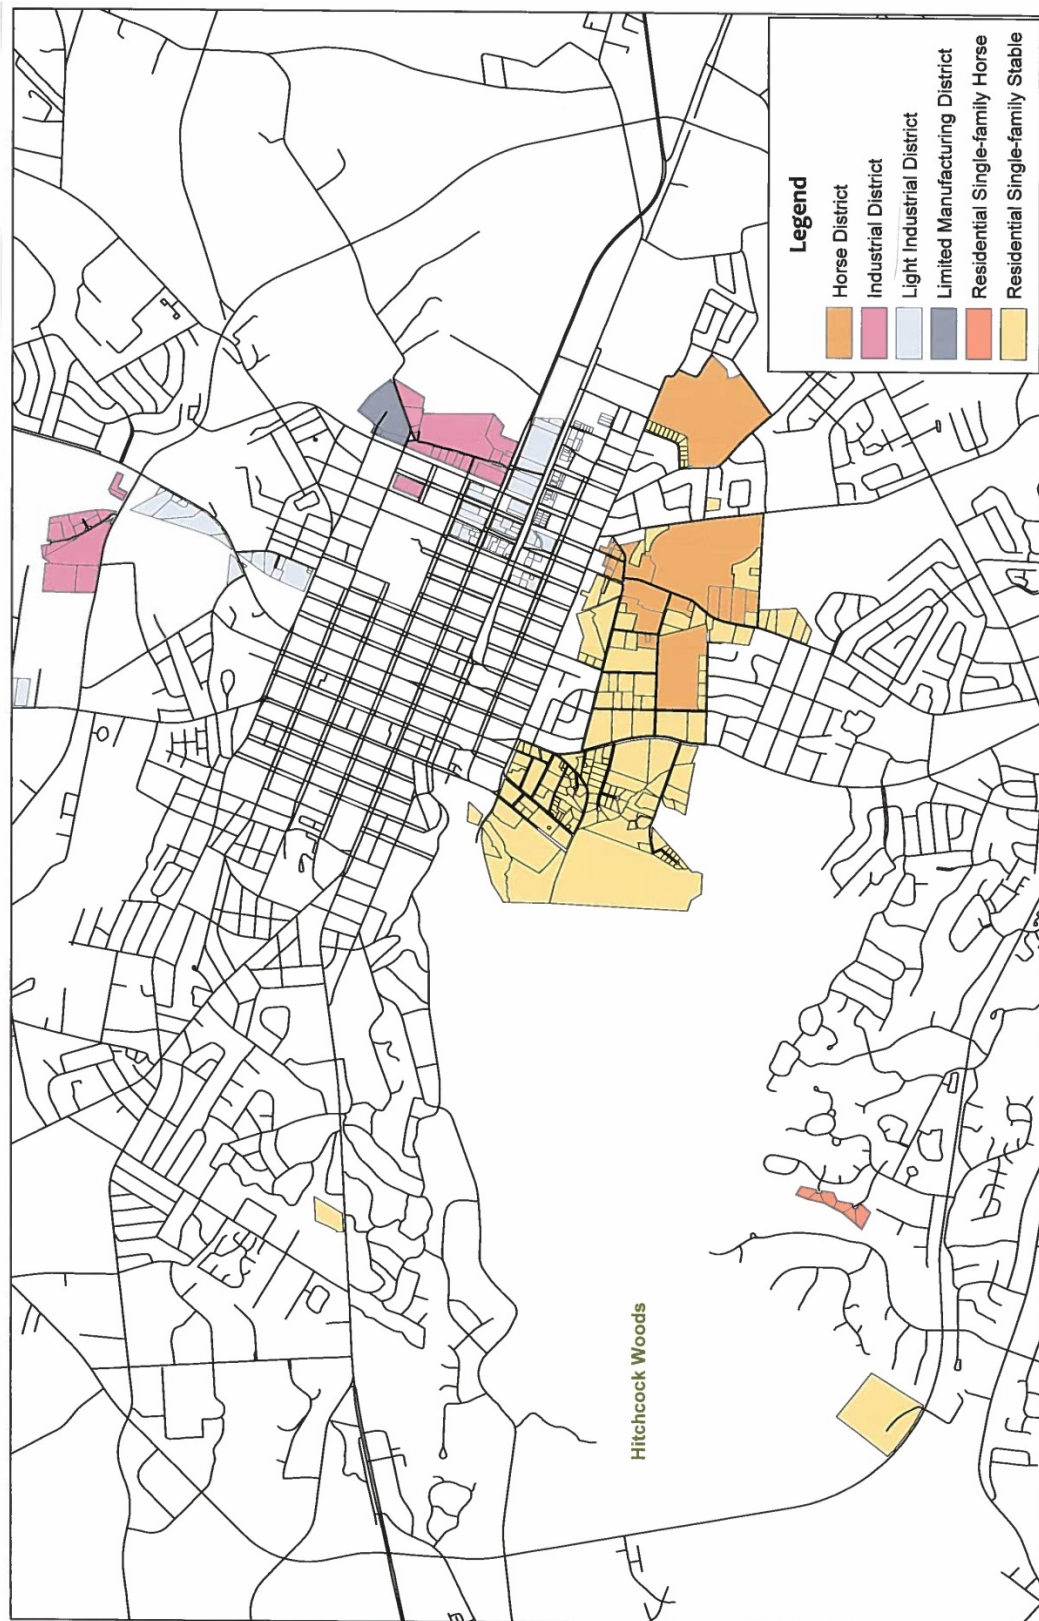 Hitchcock Woods
Legend
Horse District
Industrial District
Light Industrial District
Limited Manufacturing District
Residential Single-family Horse
Residential Single-family Stable